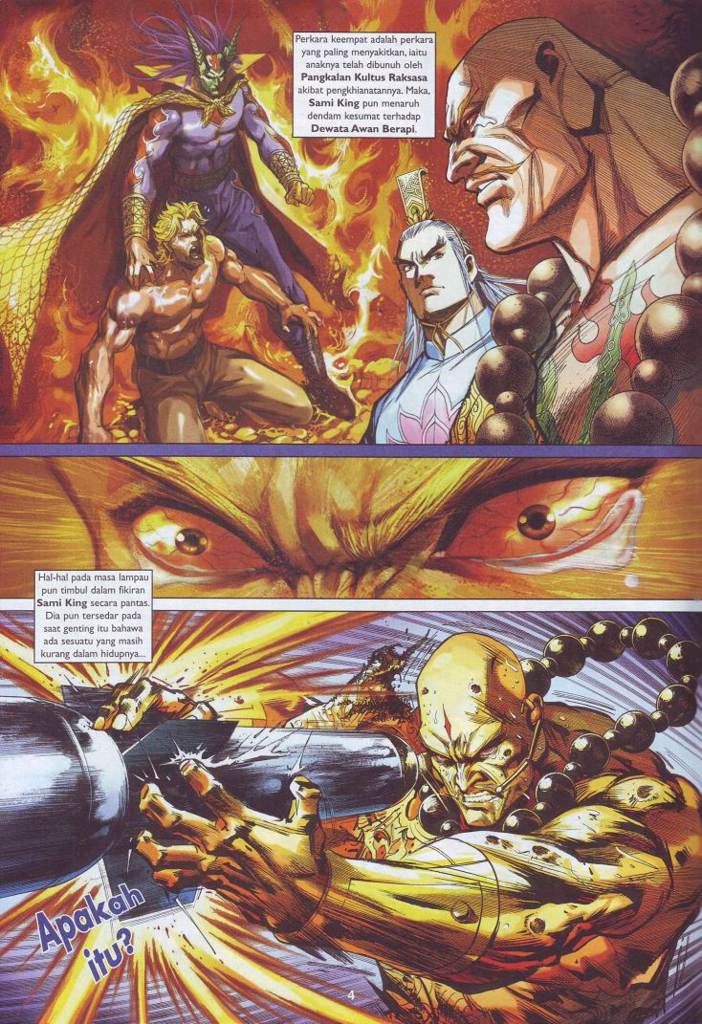 Perkara keempat adalah perkara
yang paling menyakitkan, iaitu
anaknya telah dibunuh oleh
Pangkalan Kultus Raksasa
akibat pengkhianatannya. Maka,
Sami King pun menaruh
dendam kesumat terhadap
Dewata Awan Berapi.
Hal-hal pada masa lampau
pun timbul dalam fikiran
Sami King secara pantas.
Dia pun tersedar pada
saat genting itu bahawa
ada sesuatu yang masih
kurang dalam hidupnya...
Apakah
itu?
4